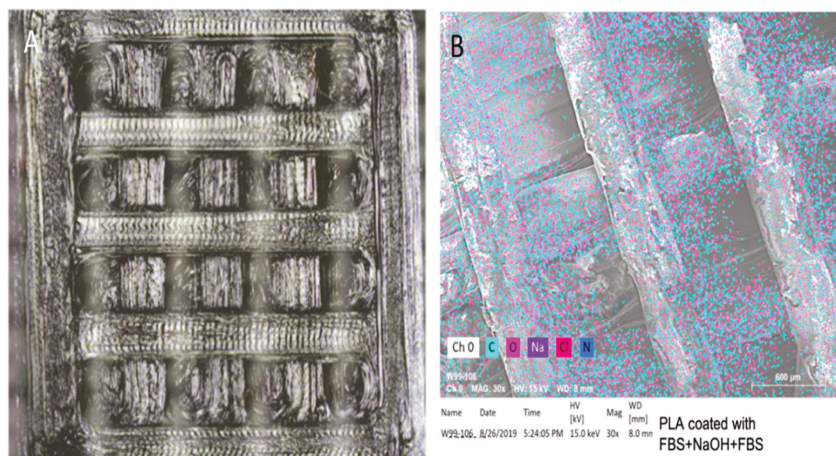 A
B
Ch 0 C O Na Cl N
W99-106
Ch 0 MAG: 30x HV: 15 kV WD: 8 mm
600 µm
Name Date Time HV [kV] Mag WD [mm]
W99-106 8/26/2019 5:24:05 PM 15.0 keV 30x 8.0 mm
PLA coated with
FBS+NaOH+FBS